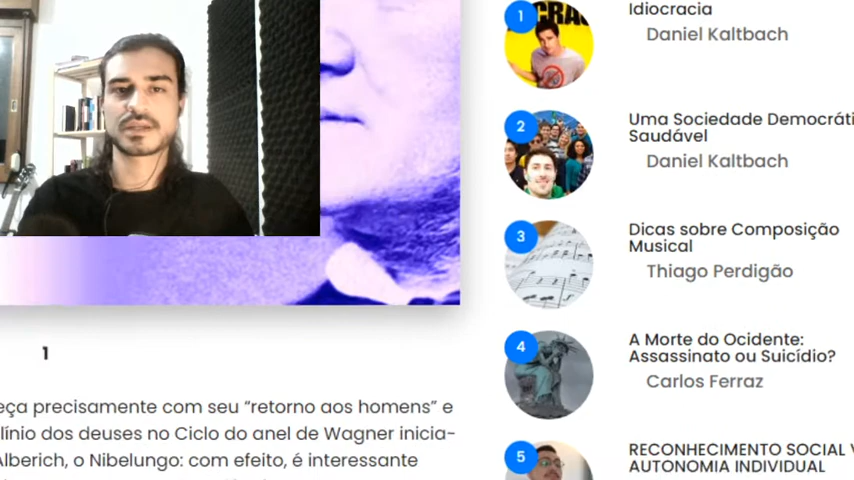 1
eça precisamente com seu “retorno aos homens” e
línio dos deuses no Ciclo do anel de Wagner inicia-
Alberich, o Nibelungo: com efeito, é interessante
CRA
1
Idiocracia
Daniel Kaltbach
2
Uma Sociedade Democráti
Saudável
Daniel Kaltbach
3
Dicas sobre Composição
Musical
Thiago Perdigão
4
A Morte do Ocidente:
Assassinato ou Suicídio?
Carlos Ferraz
5
RECONHECIMENTO SOCIAL V
AUTONOMIA INDIVIDUAL